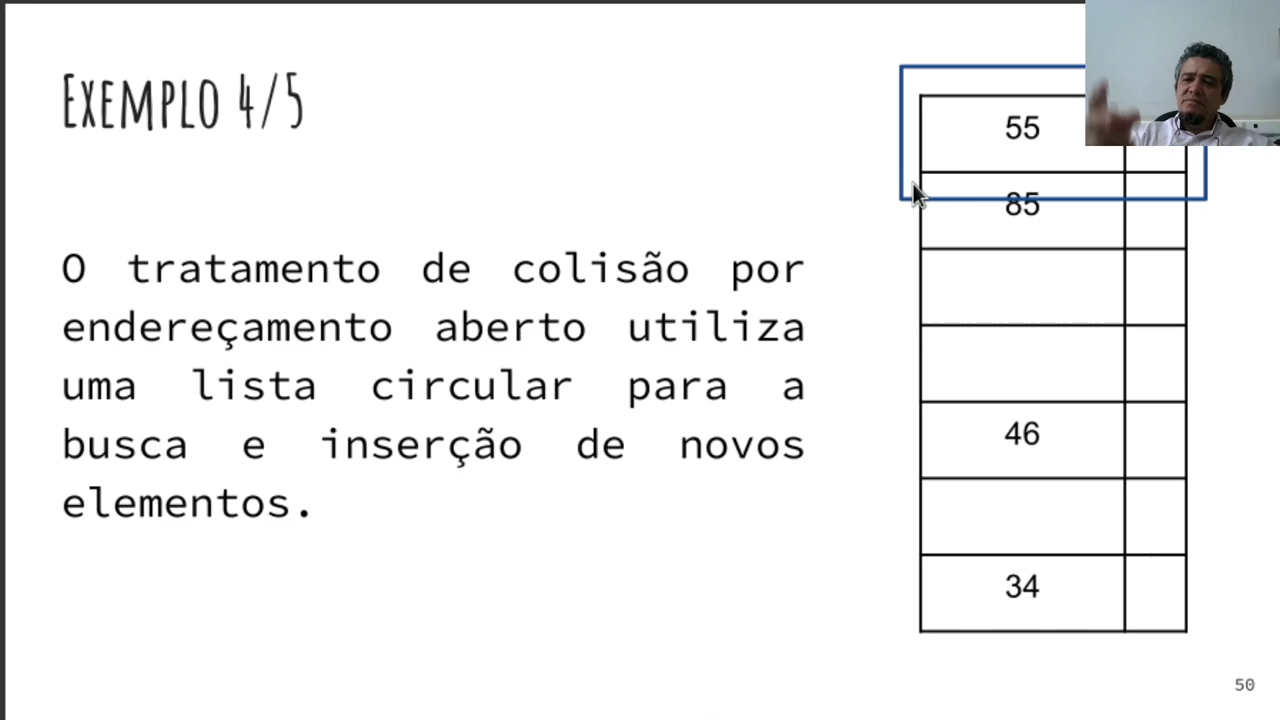 Exemplo 4/5
O tratamento de colisão por
endereçamento aberto utiliza
uma lista circular para a
busca e inserção de novos
elementos.
55
85
46
34
50